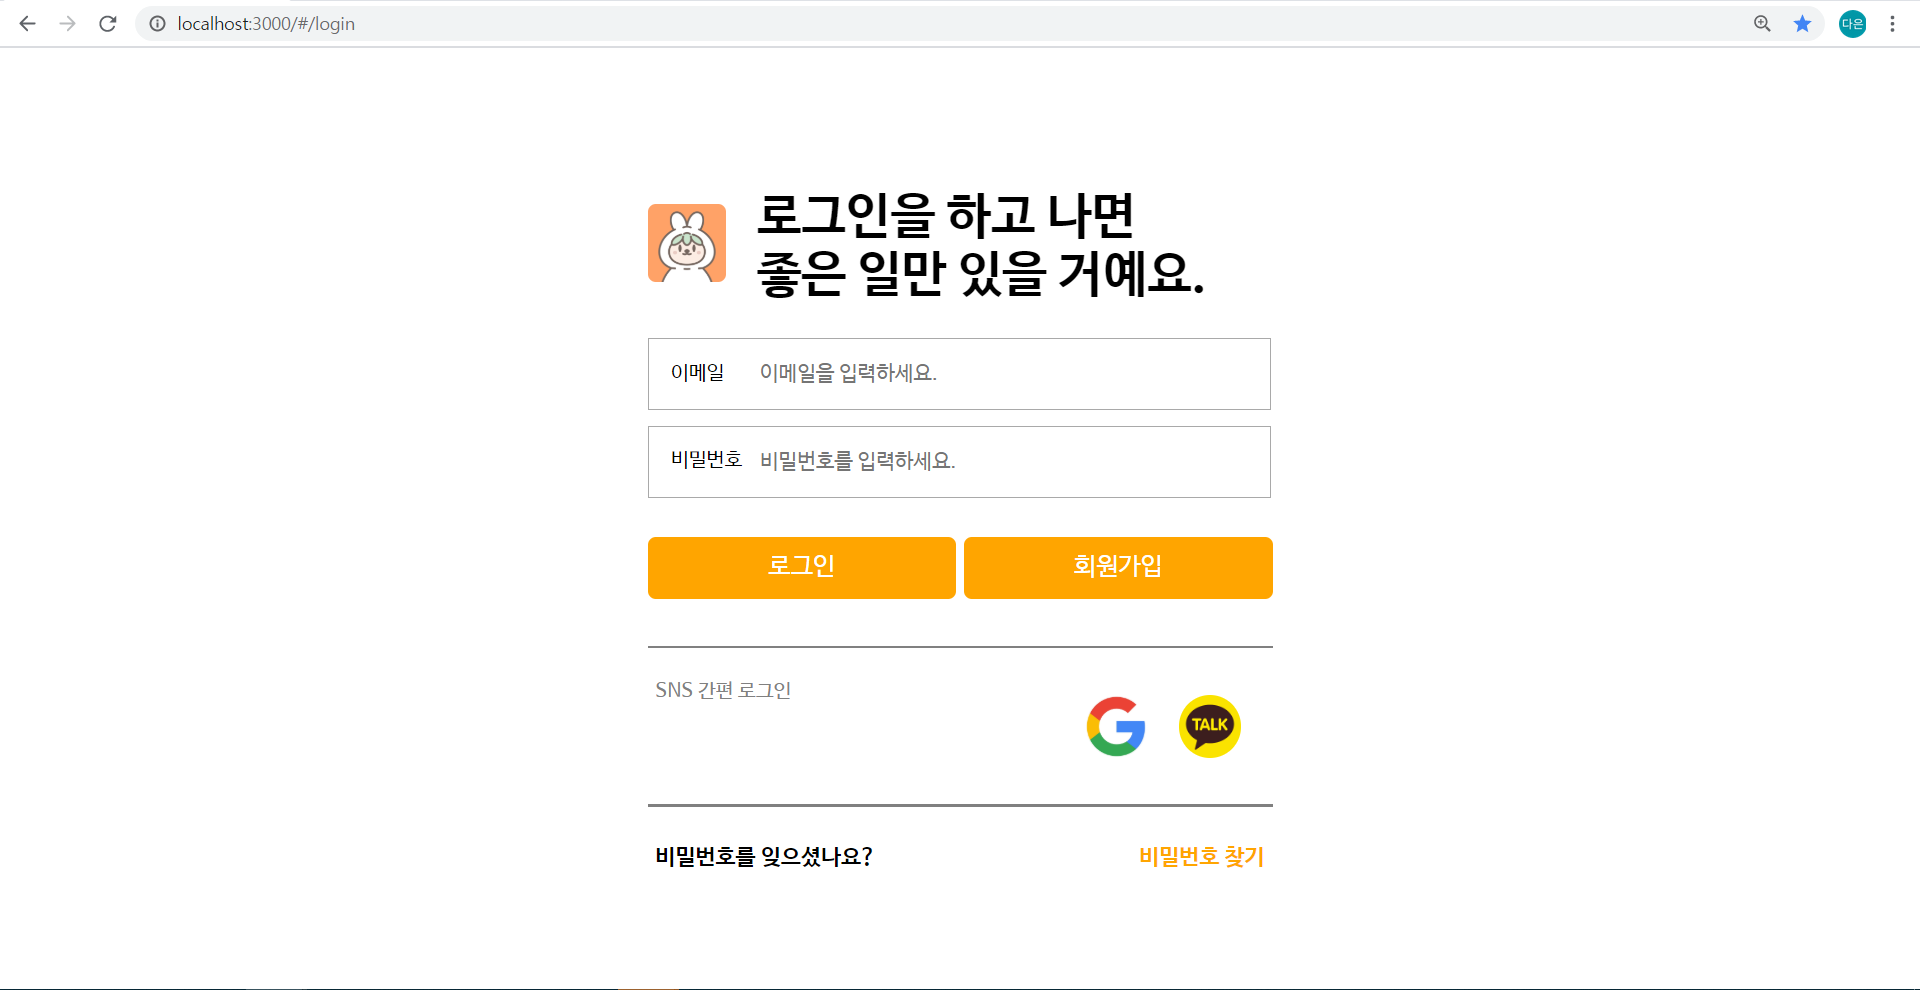 localhost:3000/#/login
다은
로그인을 하고 나면
좋은 일만 있을 거예요.
이메일 이메일을 입력하세요.
비밀번호 비밀번호를 입력하세요.
로그인 회원가입
SNS 간편 로그인
TALK
비밀번호를 잊으셨나요? 비밀번호 찾기